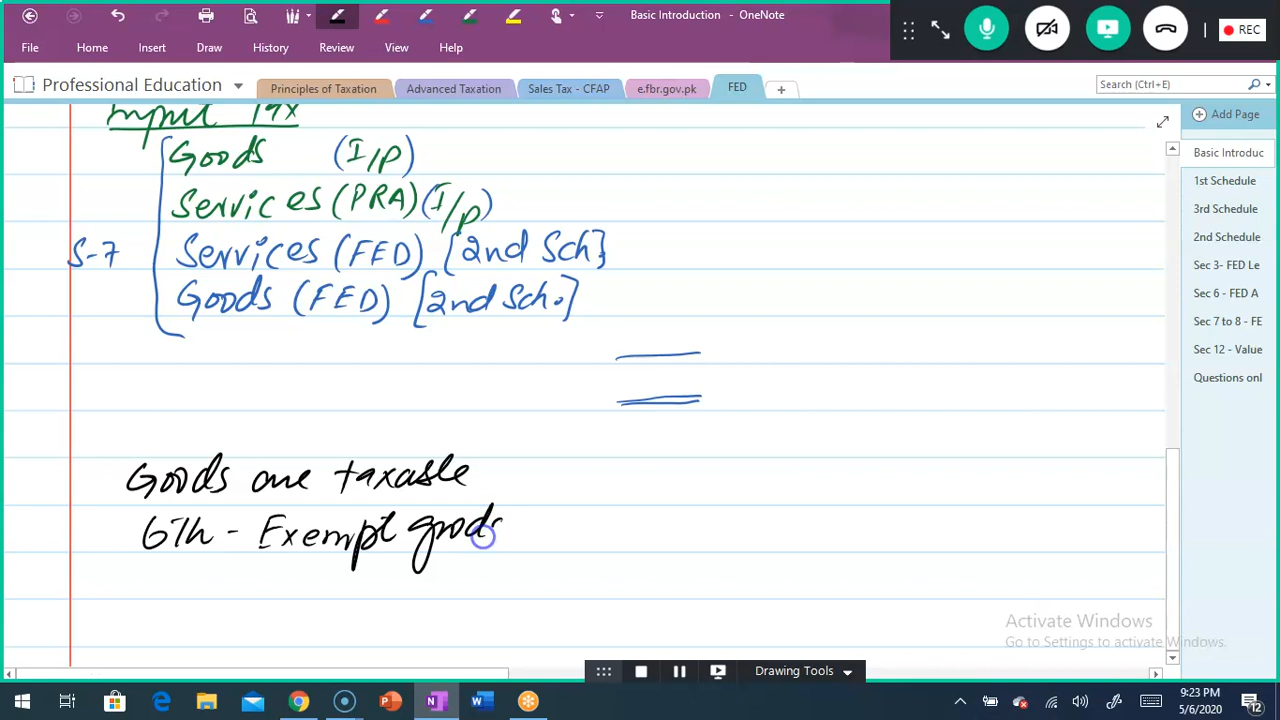 Basic Introduction - OneNote
REC
File Home Insert Draw History Review View Help
Professional Education
Principles of Taxation
Advanced Taxation
Sales Tax - CFAP
e.fbr.gov.pk
FED
Search (Ctrl+E)
Add Page
Basic Introduc
1st Schedule
3rd Schedule
2nd Schedule
Sec 3- FED Le
Sec 6 - FED A
Sec 7 to 8 - FE
Sec 12 - Value
Questions onl
Input Tax
Goods (I/p)
Services (PRA) (I/p)
S-7
Services (FED) [2nd Sch]
Goods (FED) [2nd Sch.]
Goods are taxable
6Th - Exempt goods
Activate Windows
Go to Settings to activate Windows.
Drawing Tools
9:23 PM
5/6/2020
12